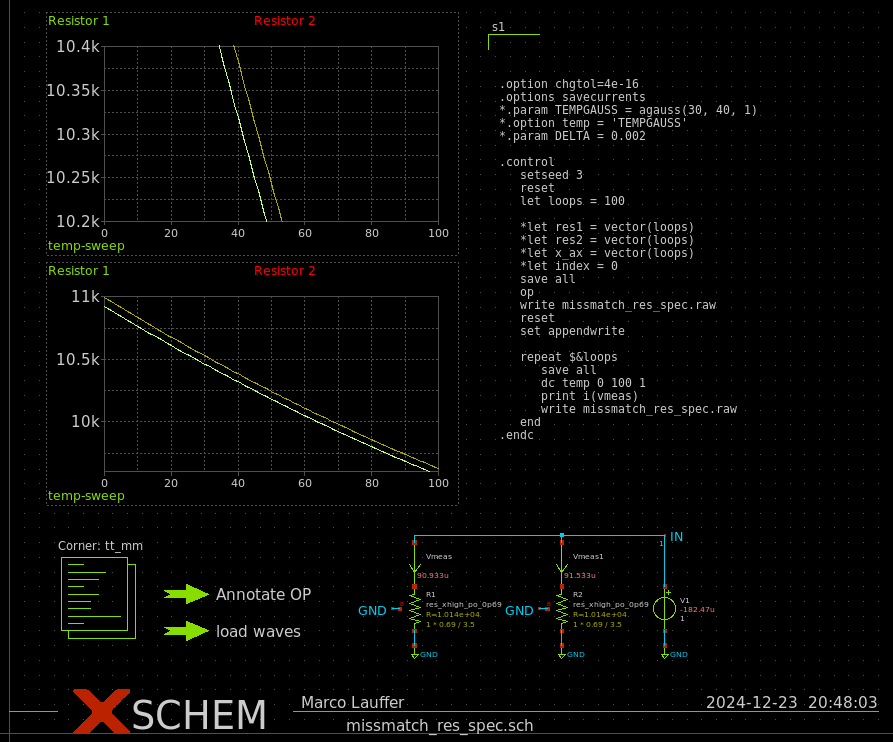 Resistor 1 Resistor 2
10.4k
10.35k
10.3k
10.25k
10.2k
0 20 40 60 80 100
temp-sweep
Resistor 1 Resistor 2
11k
10.5k
10k
0 20 40 60 80 100
temp-sweep
s1
.option chgtol=4e-16
.options savecurrents
*.param TEMPGAUSS = agauss(30, 40, 1)
*.option temp = 'TEMPGAUSS'
*.param DELTA = 0.002
.control
setseed 3
reset
let loops = 100
*let res1 = vector(loops)
*let res2 = vector(loops)
*let x_ax = vector(loops)
*let index = 0
save all
op
write missmatch_res_spec.raw
reset
set appendwrite
repeat $&loops
save all
dc temp 0 100 1
print i(vmeas)
write missmatch_res_spec.raw
end
.endc
Corner: tt_mm
Annotate OP
load waves
IN
1
Vmeas
90.933u
GND
R1
res_xhigh_po_0p69
R=1.014e+04
1 * 0.69 / 3.5
GND
Vmeas1
91.533u
GND
R2
res_xhigh_po_0p69
R=1.014e+04
1 * 0.69 / 3.5
GND
V1
-182.47u
1
GND
XSCHEM
Marco Lauffer 2024-12-23 20:48:03
missmatch_res_spec.sch